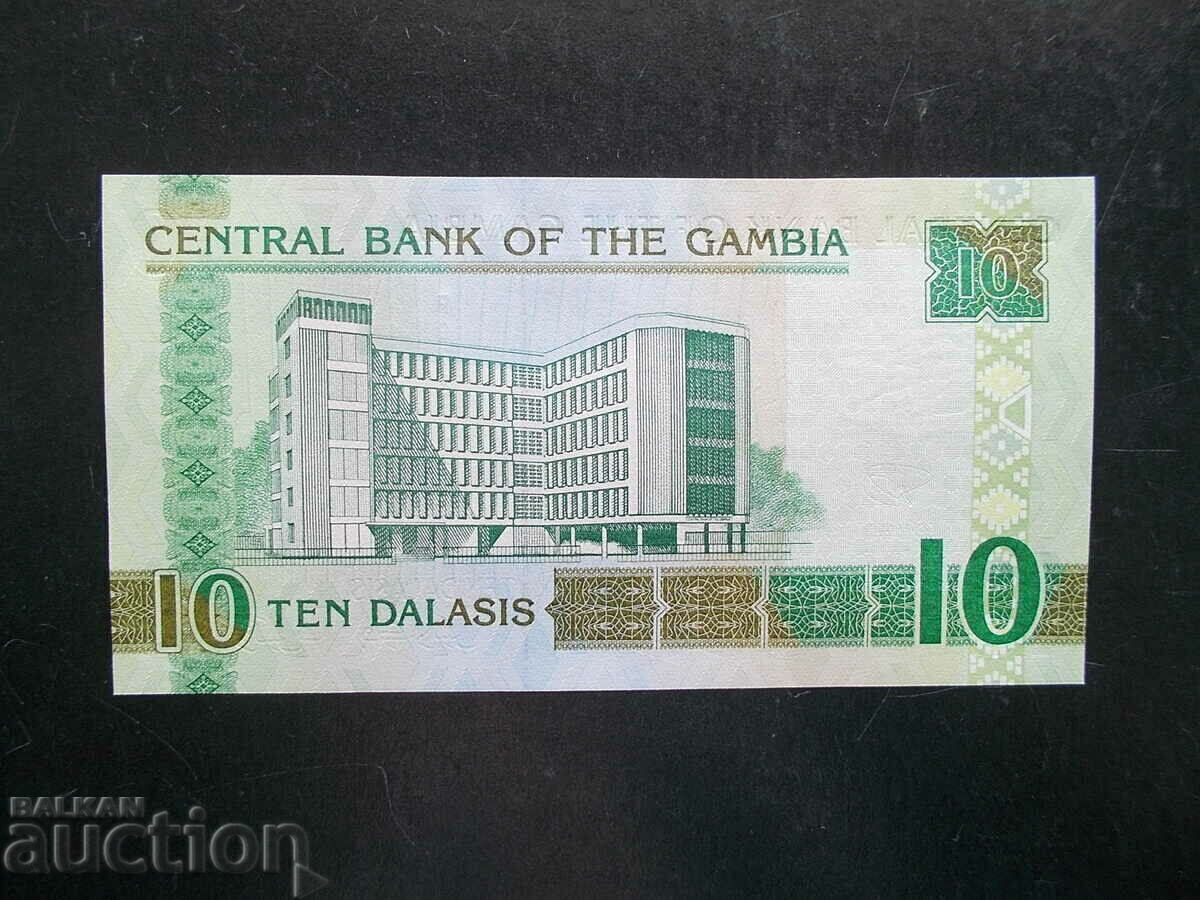 CENTRAL BANK OF THE GAMBIA
10
10 TEN DALASIS
10
BALKAN
auction